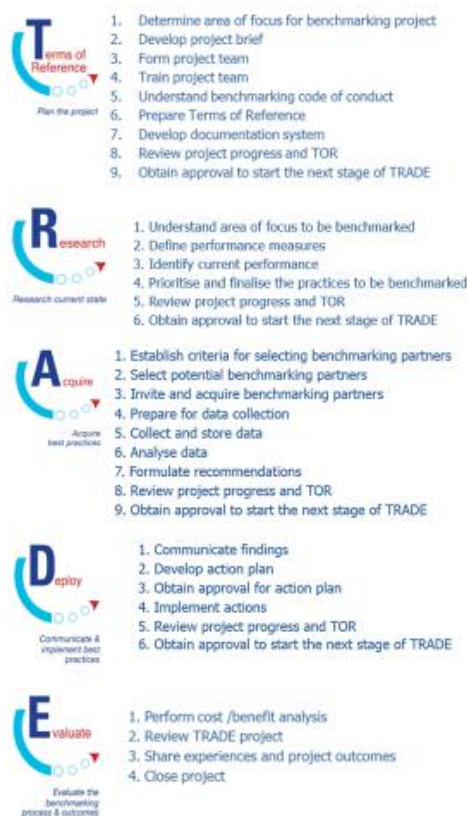 Terms of
Reference
Plan the project
1. Determine area of focus for benchmarking project
2. Develop project brief
3. Form project team
4. Train project team
5. Understand benchmarking code of conduct
6. Prepare Terms of Reference
7. Develop documentation system
8. Review project progress and TOR
9. Obtain approval to start the next stage of TRADE
Research
Research current state
1. Understand area of focus to be benchmarked
2. Define performance measures
3. Identify current performance
4. Prioritise and finalise the practices to be benchmarked
5. Review project progress and TOR
6. Obtain approval to start the next stage of TRADE
Acquire
Acquire
best practices
1. Establish criteria for selecting benchmarking partners
2. Select potential benchmarking partners
3. Invite and acquire benchmarking partners
4. Prepare for data collection
5. Collect and store data
6. Analyse data
7. Formulate recommendations
8. Review project progress and TOR
9. Obtain approval to start the next stage of TRADE
Deploy
Communicate &
implement best
practices
1. Communicate findings
2. Develop action plan
3. Obtain approval for action plan
4. Implement actions
5. Review project progress and TOR
6. Obtain approval to start the next stage of TRADE
Evaluate
Evaluate the
benchmarking
process & outcomes
1. Perform cost /benefit analysis
2. Review TRADE project
3. Share experiences and project outcomes
4. Close project